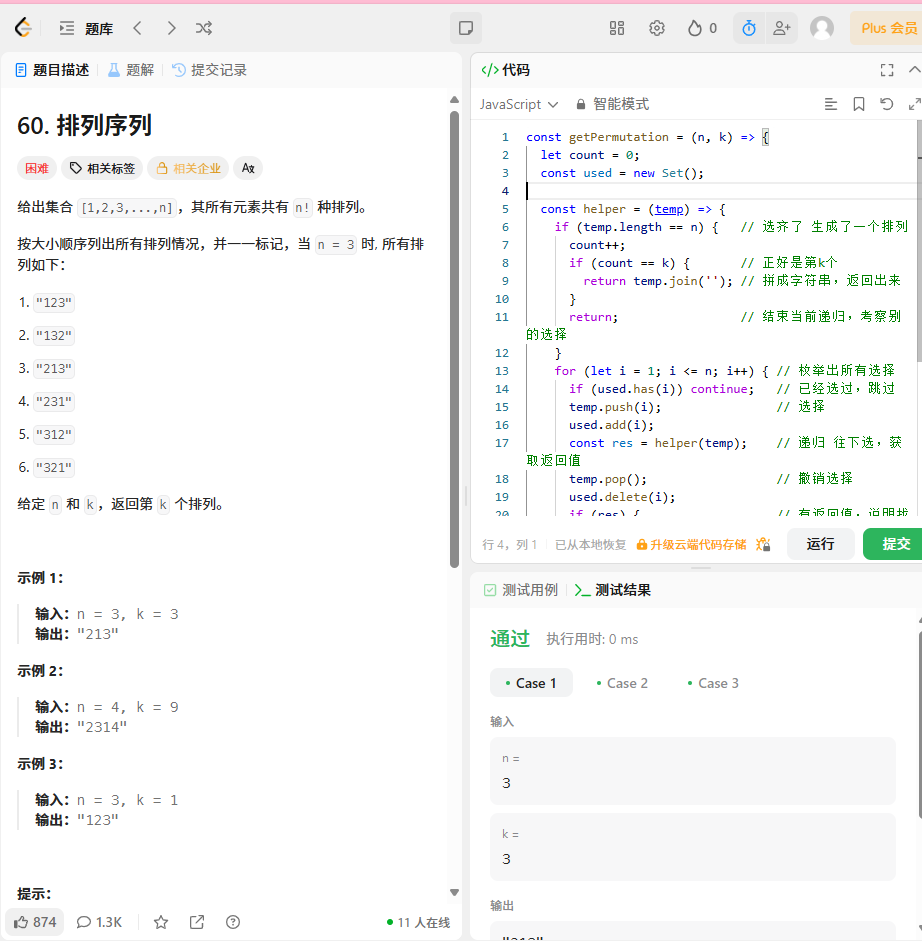 题库
0
Plus 会员
题目描述
题解
提交记录
60. 排列序列
困难
相关标签
相关企业
给出集合 [1,2,3,...,n]，其所有元素共有 n! 种排列。
按大小顺序列出所有排列情况，并一一标记，当 n = 3 时, 所有排
列如下：
1. "123"
2. "132"
3. "213"
4. "231"
5. "312"
6. "321"
给定 n 和 k，返回第 k 个排列。
示例 1：
输入：n = 3, k = 3
输出："213"
示例 2：
输入：n = 4, k = 9
输出："2314"
示例 3：
输入：n = 3, k = 1
输出："123"
提示：
874
1.3K
11 人在线
</>代码
JavaScript
智能模式
1 const getPermutation = (n, k) => {
2 let count = 0;
3 const used = new Set();
4
5 const helper = (temp) => {
6 if (temp.length == n) { // 选齐了 生成了一个排列
7 count++;
8 if (count == k) { // 正好是第k个
9 return temp.join(''); // 拼成字符串，返回出来
10 }
11 return; // 结束当前递归，考察别
的选择
12 }
13 for (let i = 1; i <= n; i++) { // 枚举出所有选择
14 if (used.has(i)) continue; // 已经选过，跳过
15 temp.push(i); // 选择
16 used.add(i);
17 const res = helper(temp); // 递归 往下选，获
取返回值
18 temp.pop(); // 撤销选择
19 used.delete(i);
20 if (res) { // 有返回值，说明找
行 4，列 1
已从本地恢复
升级云端代码存储
运行
提交
测试用例
测试结果
通过
执行用时: 0 ms
Case 1
Case 2
Case 3
输入
n =
3
k =
3
输出
"213"